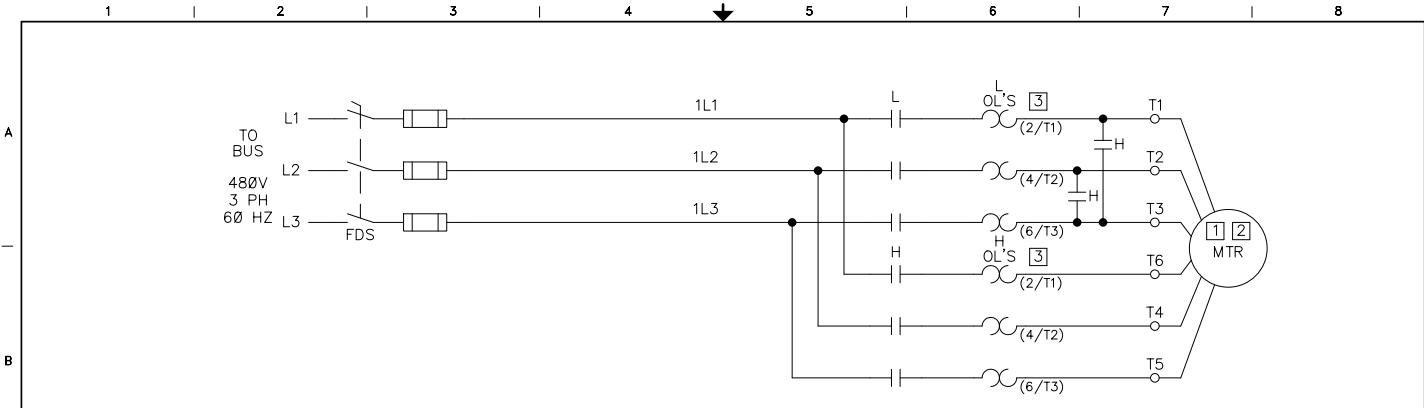 1 2 3 4 5 6 7 8
A
B
TO
BUS
480V
3 PH
60 HZ
L1
L2
L3
FDS
1L1
1L2
1L3
L
L
OL'S 3
(2/T1)
(4/T2)
(6/T3)
H
H
H
H
OL'S 3
(2/T1)
(4/T2)
(6/T3)
T1
T2
T3
T6
T4
T5
1 2
MTR